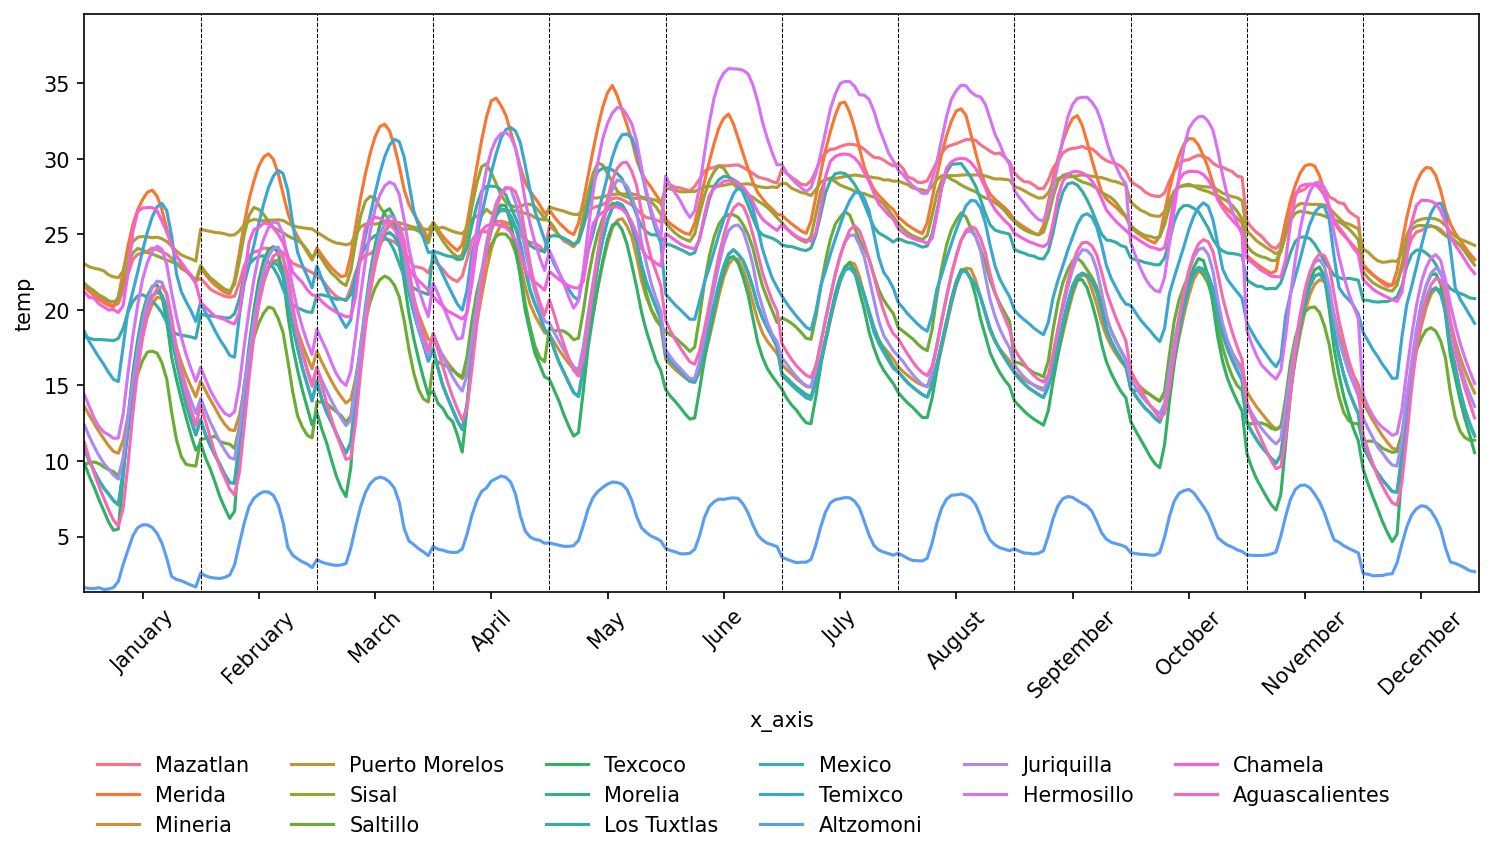 35
30
25
20
15
10
5
temp
January
February
March
April
May
June
July
August
September
October
November
December
x_axis
Mazatlan Puerto Morelos Texcoco Mexico Juriquilla Chamela
Merida Sisal Morelia Temixco Hermosillo Aguascalientes
Mineria Saltillo Los Tuxtlas Altzomoni